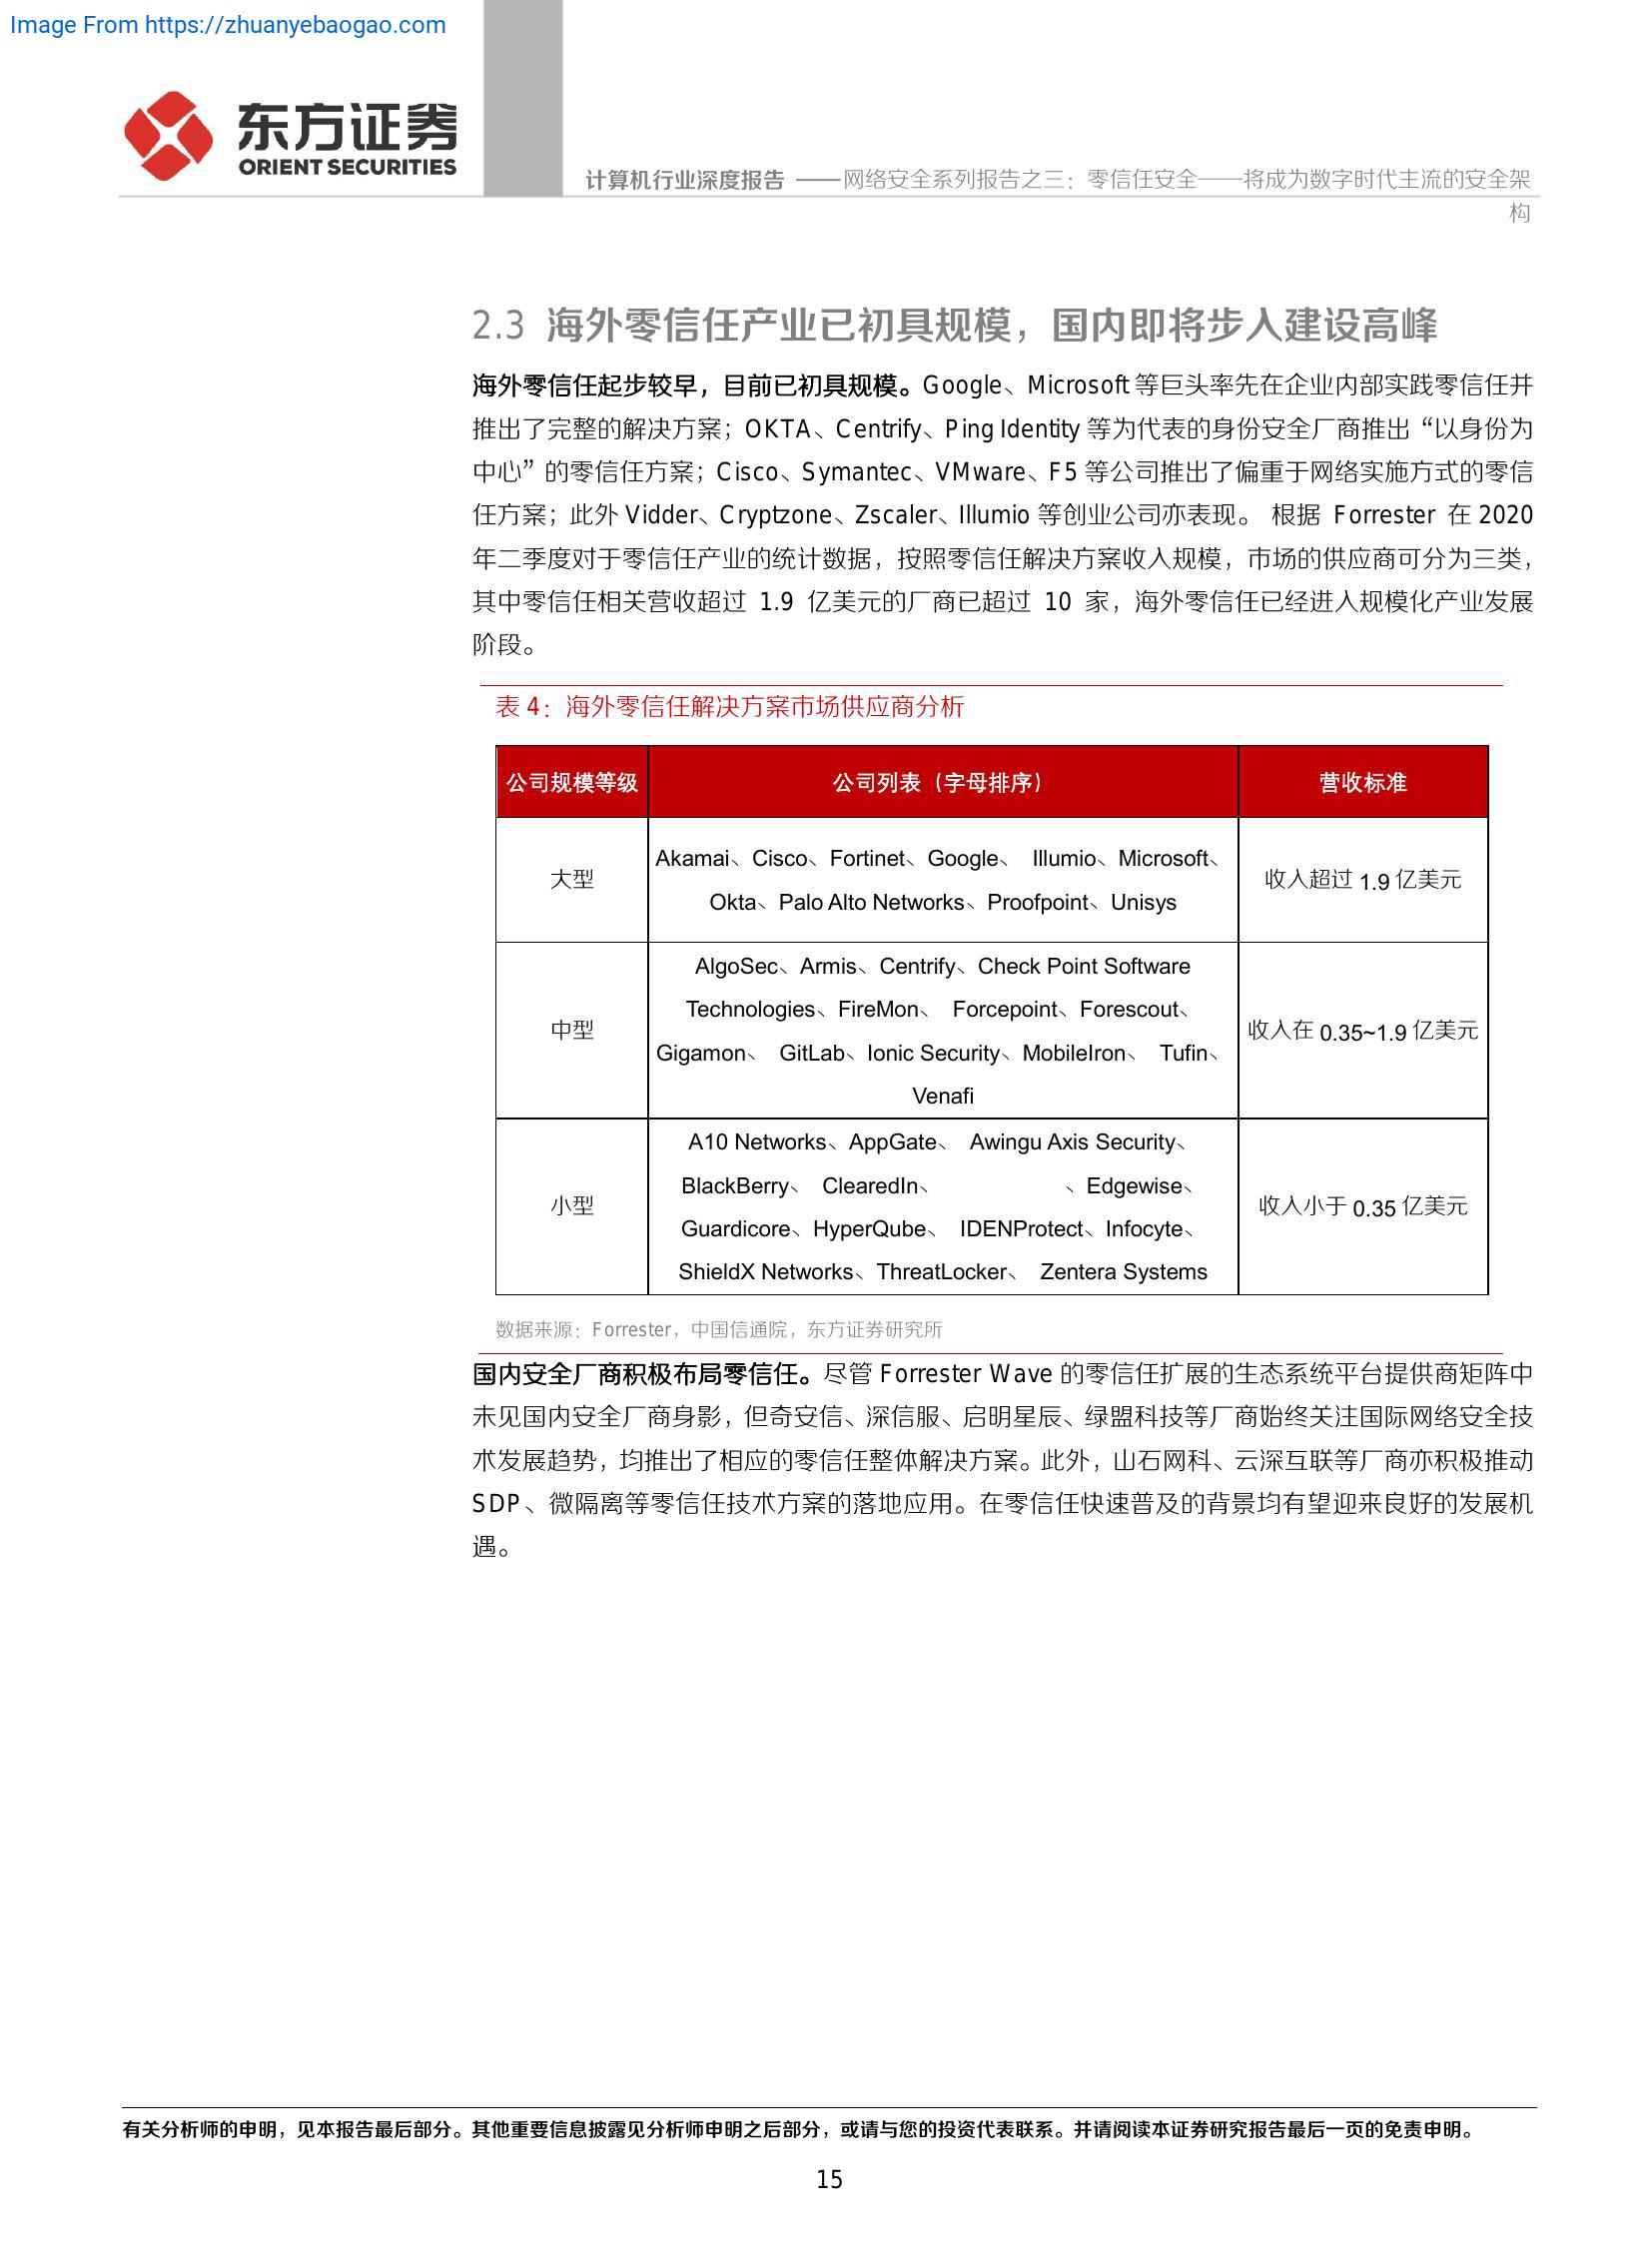 Image From https://zhuanyebaogao.com
东方证券
ORIENT SECURITIES
计算机行业深度报告 ——网络安全系列报告之三：零信任安全——将成为数字时代主流的安全架
构
2.3 海外零信任产业已初具规模，国内即将步入建设高峰
海外零信任起步较早，目前已初具规模。Google、Microsoft 等巨头率先在企业内部实践零信任并
推出了完整的解决方案；OKTA、Centrify、Ping Identity 等为代表的身份安全厂商推出“以身份为
中心”的零信任方案；Cisco、Symantec、VMware、F5 等公司推出了偏重于网络实施方式的零信
任方案；此外 Vidder、Cryptzone、Zscaler、Illumio 等创业公司亦表现。 根据 Forrester 在 2020
年二季度对于零信任产业的统计数据，按照零信任解决方案收入规模，市场的供应商可分为三类，
其中零信任相关营收超过 1.9 亿美元的厂商已超过 10 家，海外零信任已经进入规模化产业发展
阶段。
表 4：海外零信任解决方案市场供应商分析
公司规模等级 公司列表（字母排序） 营收标准
Akamai、Cisco、Fortinet、Google、 Illumio、Microsoft、
大型 收入超过 1.9 亿美元
Okta、Palo Alto Networks、Proofpoint、Unisys
AlgoSec、Armis、Centrify、Check Point Software
Technologies、FireMon、 Forcepoint、Forescout、
中型 收入在 0.35~1.9 亿美元
Gigamon、 GitLab、Ionic Security、MobileIron、 Tufin、
Venafi
A10 Networks、AppGate、 Awingu Axis Security、
BlackBerry、 ClearedIn、 、Edgewise、
小型 收入小于 0.35 亿美元
Guardicore、HyperQube、 IDENProtect、Infocyte、
ShieldX Networks、ThreatLocker、 Zentera Systems
数据来源：Forrester，中国信通院，东方证券研究所
国内安全厂商积极布局零信任。尽管 Forrester Wave 的零信任扩展的生态系统平台提供商矩阵中
未见国内安全厂商身影，但奇安信、深信服、启明星辰、绿盟科技等厂商始终关注国际网络安全技
术发展趋势，均推出了相应的零信任整体解决方案。此外，山石网科、云深互联等厂商亦积极推动
SDP、微隔离等零信任技术方案的落地应用。在零信任快速普及的背景均有望迎来良好的发展机
遇。
有关分析师的申明，见本报告最后部分。其他重要信息披露见分析师申明之后部分，或请与您的投资代表联系。并请阅读本证券研究报告最后一页的免责申明。
15